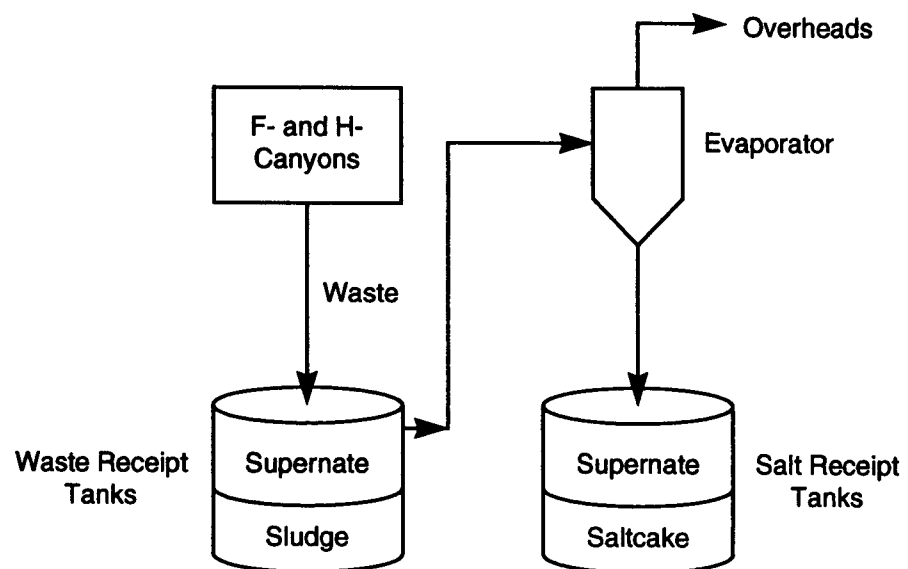 Overheads
F- and H-
Canyons
Evaporator
Waste
Waste Receipt
Tanks
Supernate
Sludge
Supernate
Saltcake
Salt Receipt
Tanks